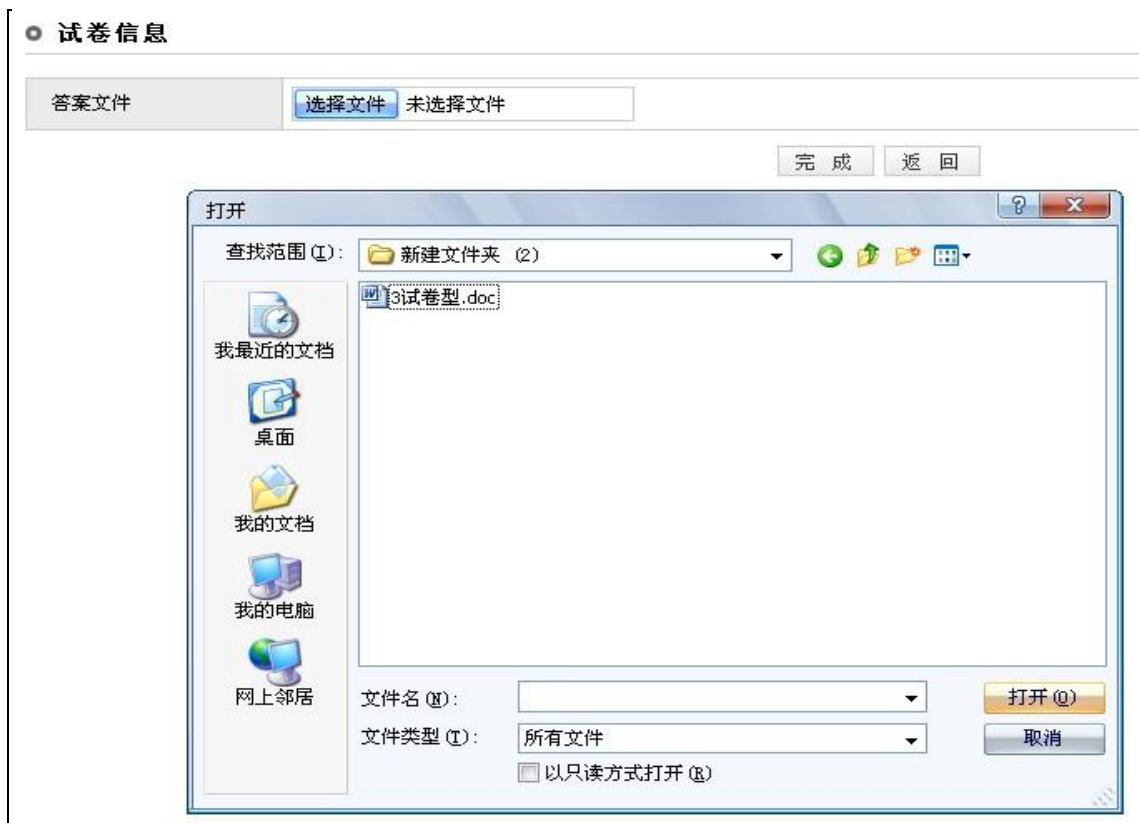 试卷信息
答案文件 选择文件 未选择文件
完 成 返 回
打开
查找范围(I): 新建文件夹 (2)
3试卷型.doc
我最近的文档
桌面
我的文档
我的电脑
网上邻居
文件名(N): 打开(O)
文件类型(T): 所有文件 取消
以只读方式打开(R)